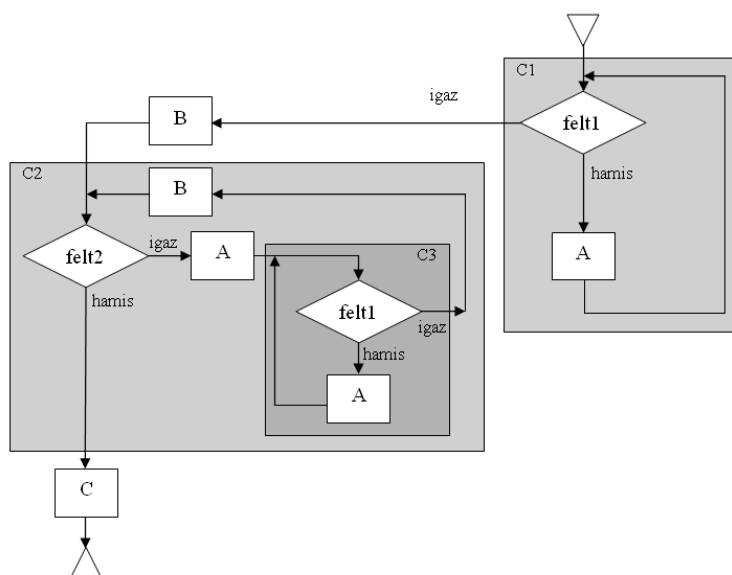 C1
igaz
B
felt1
hamis
A
C2
B
felt2
igaz
A
hamis
C3
felt1
igaz
hamis
A
C